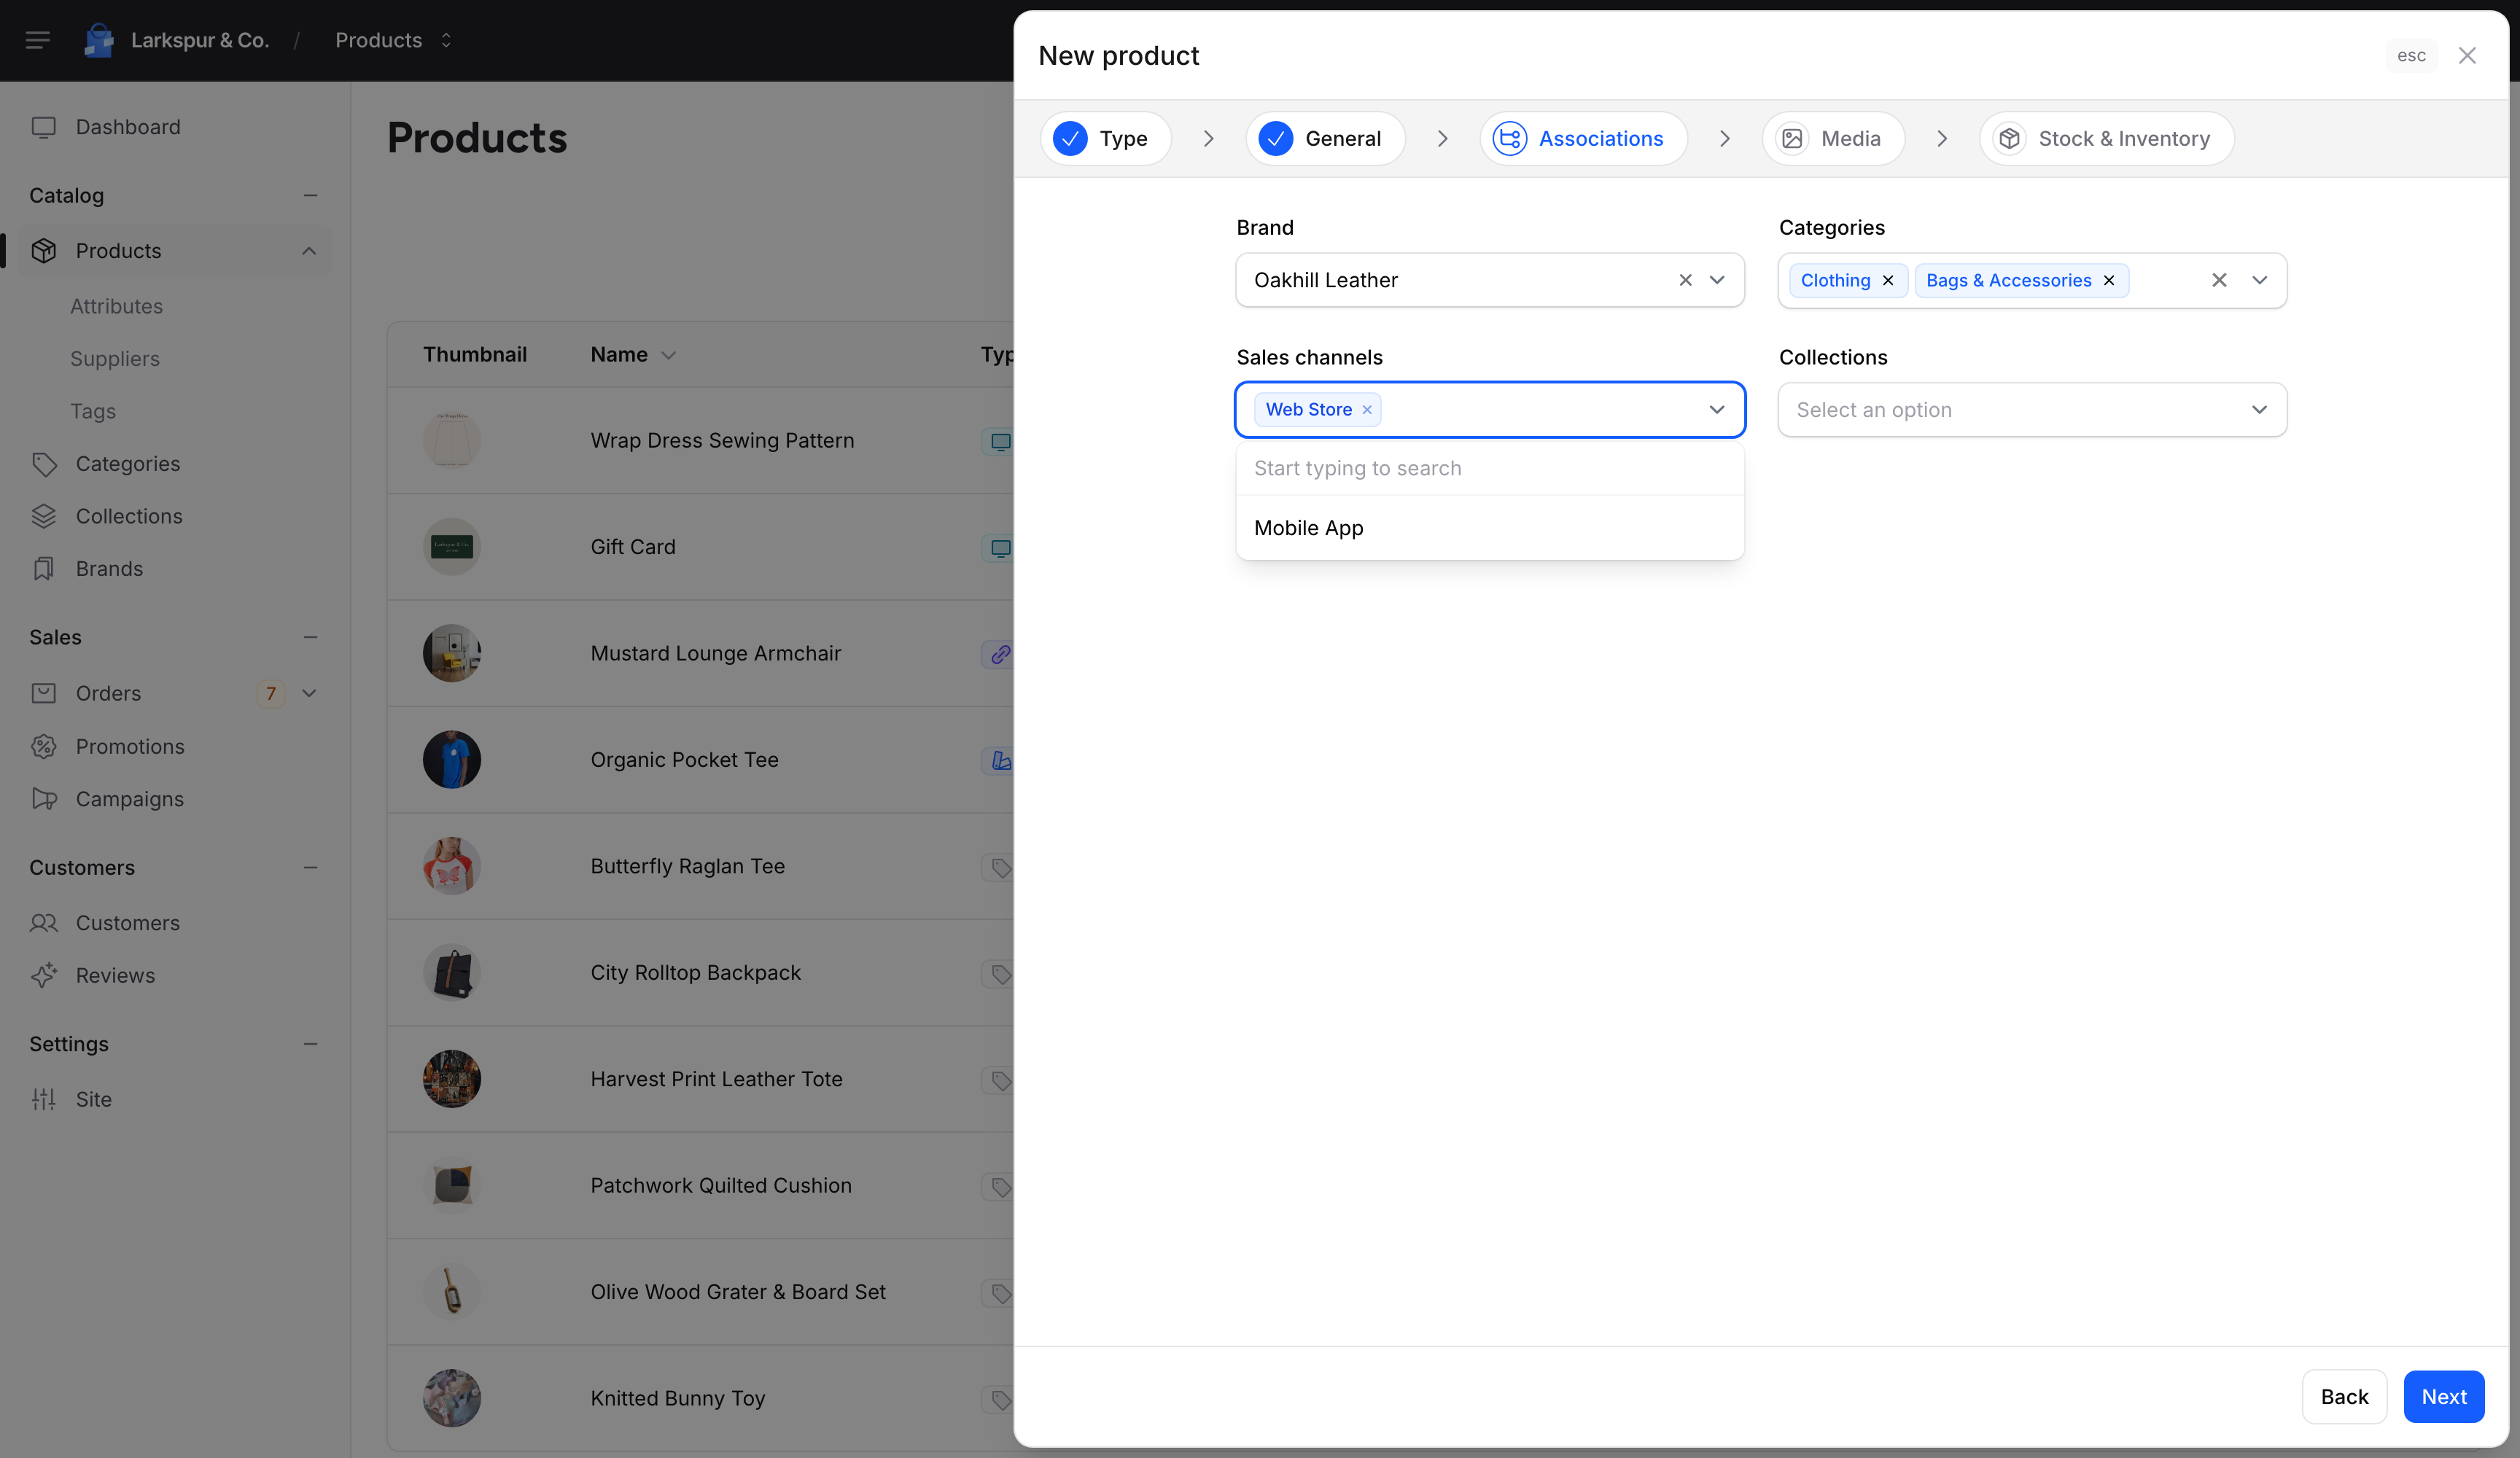 Larkspur & Co. / Products
Dashboard
Catalog
Products
Attributes
Suppliers
Tags
Categories
Collections
Brands
Sales
Orders 7
Promotions
Campaigns
Customers
Customers
Reviews
Settings
Site
Products
Thumbnail Name Typ
Wrap Dress Sewing Pattern
Gift Card
Mustard Lounge Armchair
Organic Pocket Tee
Butterfly Raglan Tee
City Rolltop Backpack
Harvest Print Leather Tote
Patchwork Quilted Cushion
Olive Wood Grater & Board Set
Knitted Bunny Toy
New product esc
Type General Associations Media Stock & Inventory
Brand
Oakhill Leather
Categories
Clothing Bags & Accessories
Sales channels
Web Store
Start typing to search
Mobile App
Collections
Select an option
Back Next